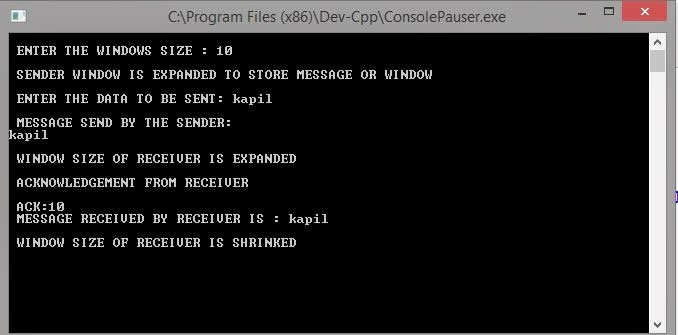 C:\Program Files (x86)\Dev-Cpp\ConsolePauser.exe
ENTER THE WINDOWS SIZE : 10
SENDER WINDOW IS EXPANDED TO STORE MESSAGE OR WINDOW
ENTER THE DATA TO BE SENT: kapil
MESSAGE SEND BY THE SENDER:
kapil
WINDOW SIZE OF RECEIVER IS EXPANDED
ACKNOWLEDGEMENT FROM RECEIVER
ACK:10
MESSAGE RECEIVED BY RECEIVER IS : kapil
WINDOW SIZE OF RECEIVER IS SHRINKED